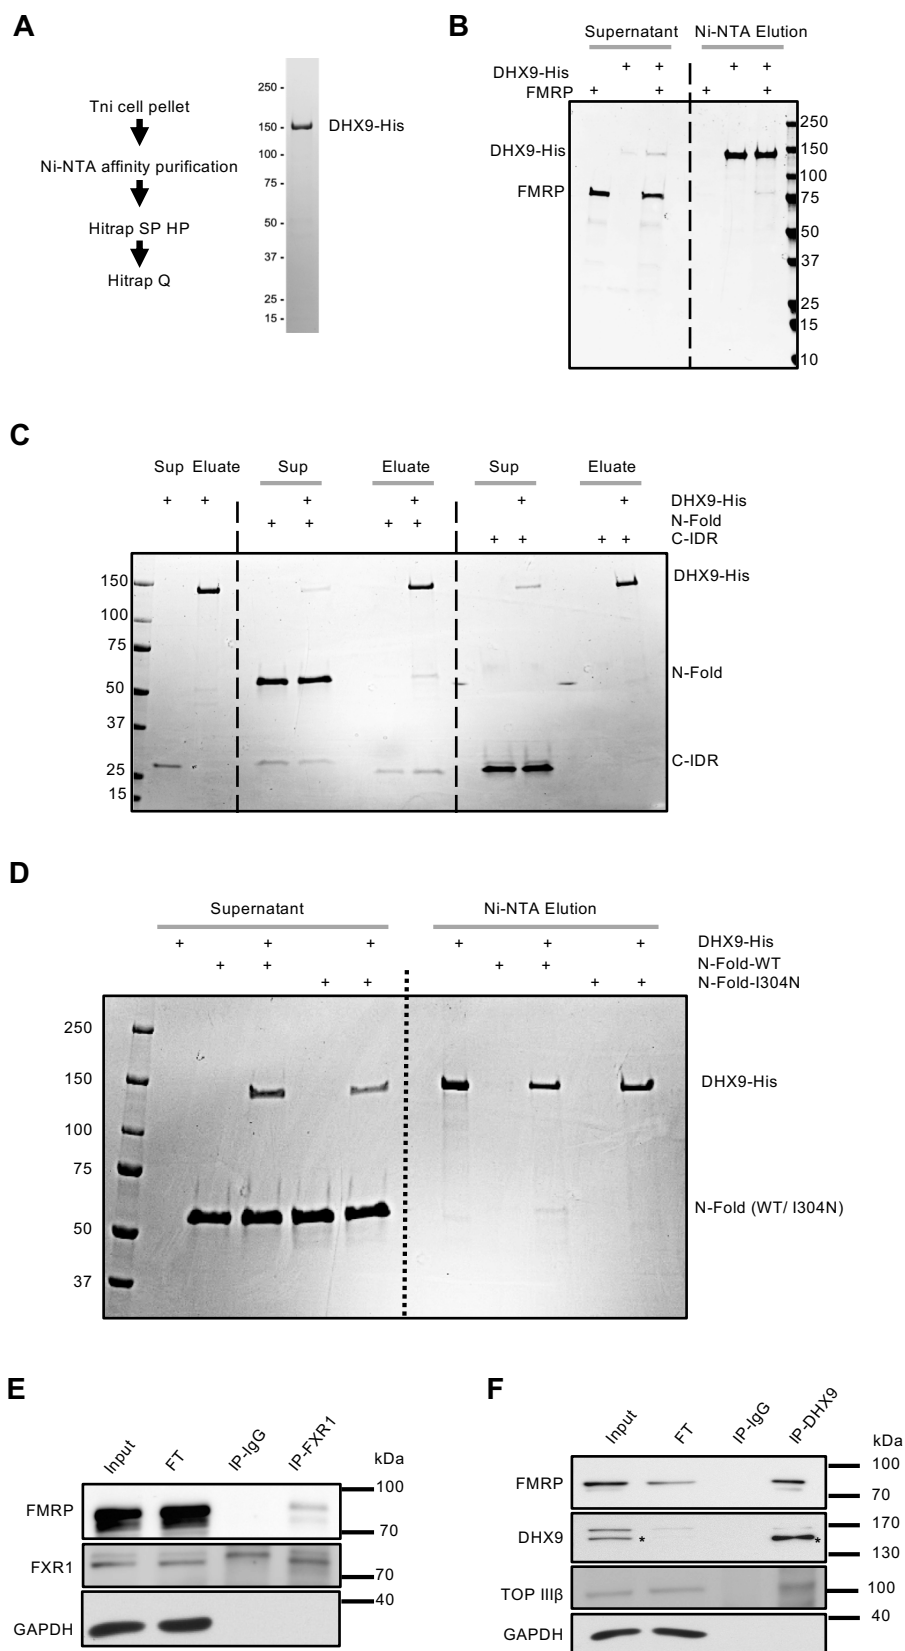 A
Tni cell pellet
Ni-NTA affinity purification
Hitrap SP HP
Hitrap Q
250 -
150 -
100 -
75 -
50 -
37 -
25 -
15 -
DHX9-His
B
Supernatant Ni-NTA Elution
DHX9-His + + + +
FMRP + + + +
DHX9-His
FMRP
250
150
100
75
50
37
25
15
10
C
Sup Eluate Sup Eluate Sup Eluate
+ + + + + + DHX9-His
+ + + + N-Fold
+ + + + C-IDR
150
100
75
50
37
25
15
DHX9-His
N-Fold
C-IDR
D
Supernatant Ni-NTA Elution
+ + + + + + DHX9-His
+ + + + N-Fold-WT
+ + + + N-Fold-I304N
250
150
100
75
50
37
DHX9-His
N-Fold (WT/ I304N)
E
Input FT IP-IgG IP-FXR1
kDa
FMRP 100
70
FXR1
70
40
GAPDH
F
Input FT IP-IgG IP-DHX9
kDa
FMRP 100
70
DHX9 * * 170
130
TOP IIIβ 100
40
GAPDH